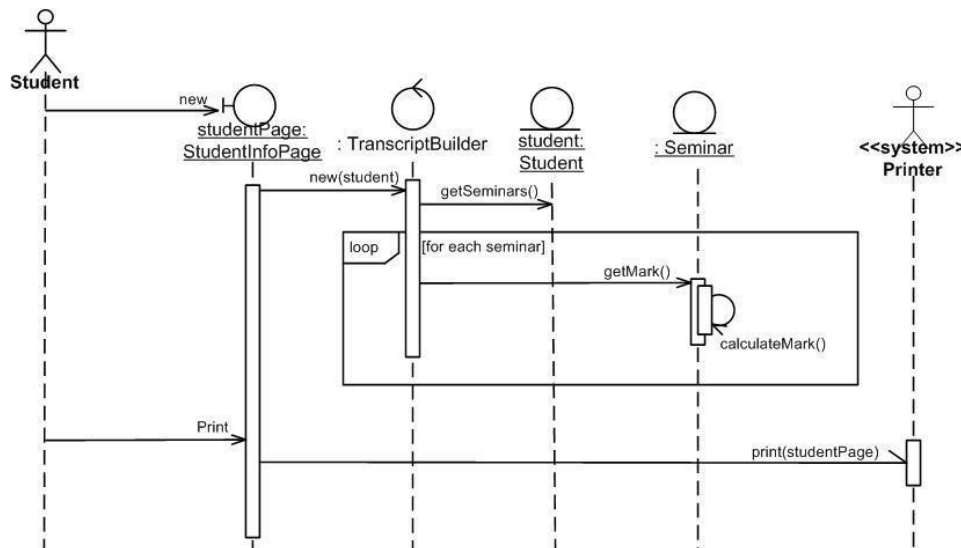 Student
new
studentPage:
StudentInfoPage
: TranscriptBuilder
student:
Student
: Seminar
<<system>>
Printer
new(student)
getSeminars()
loop
[for each seminar]
getMark()
calculateMark()
Print
print(studentPage)